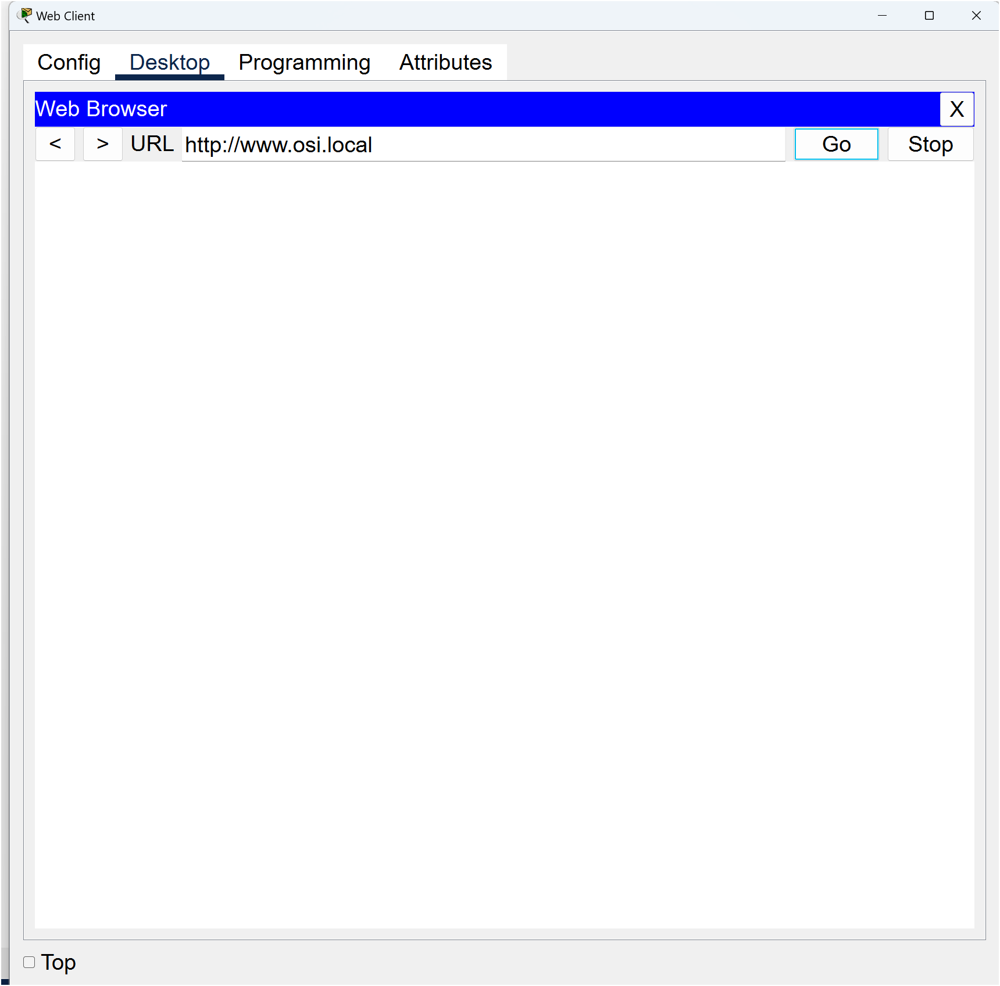 Web Client
Config Desktop Programming Attributes
Web Browser X
< > URL http://www.osi.local Go Stop
Top